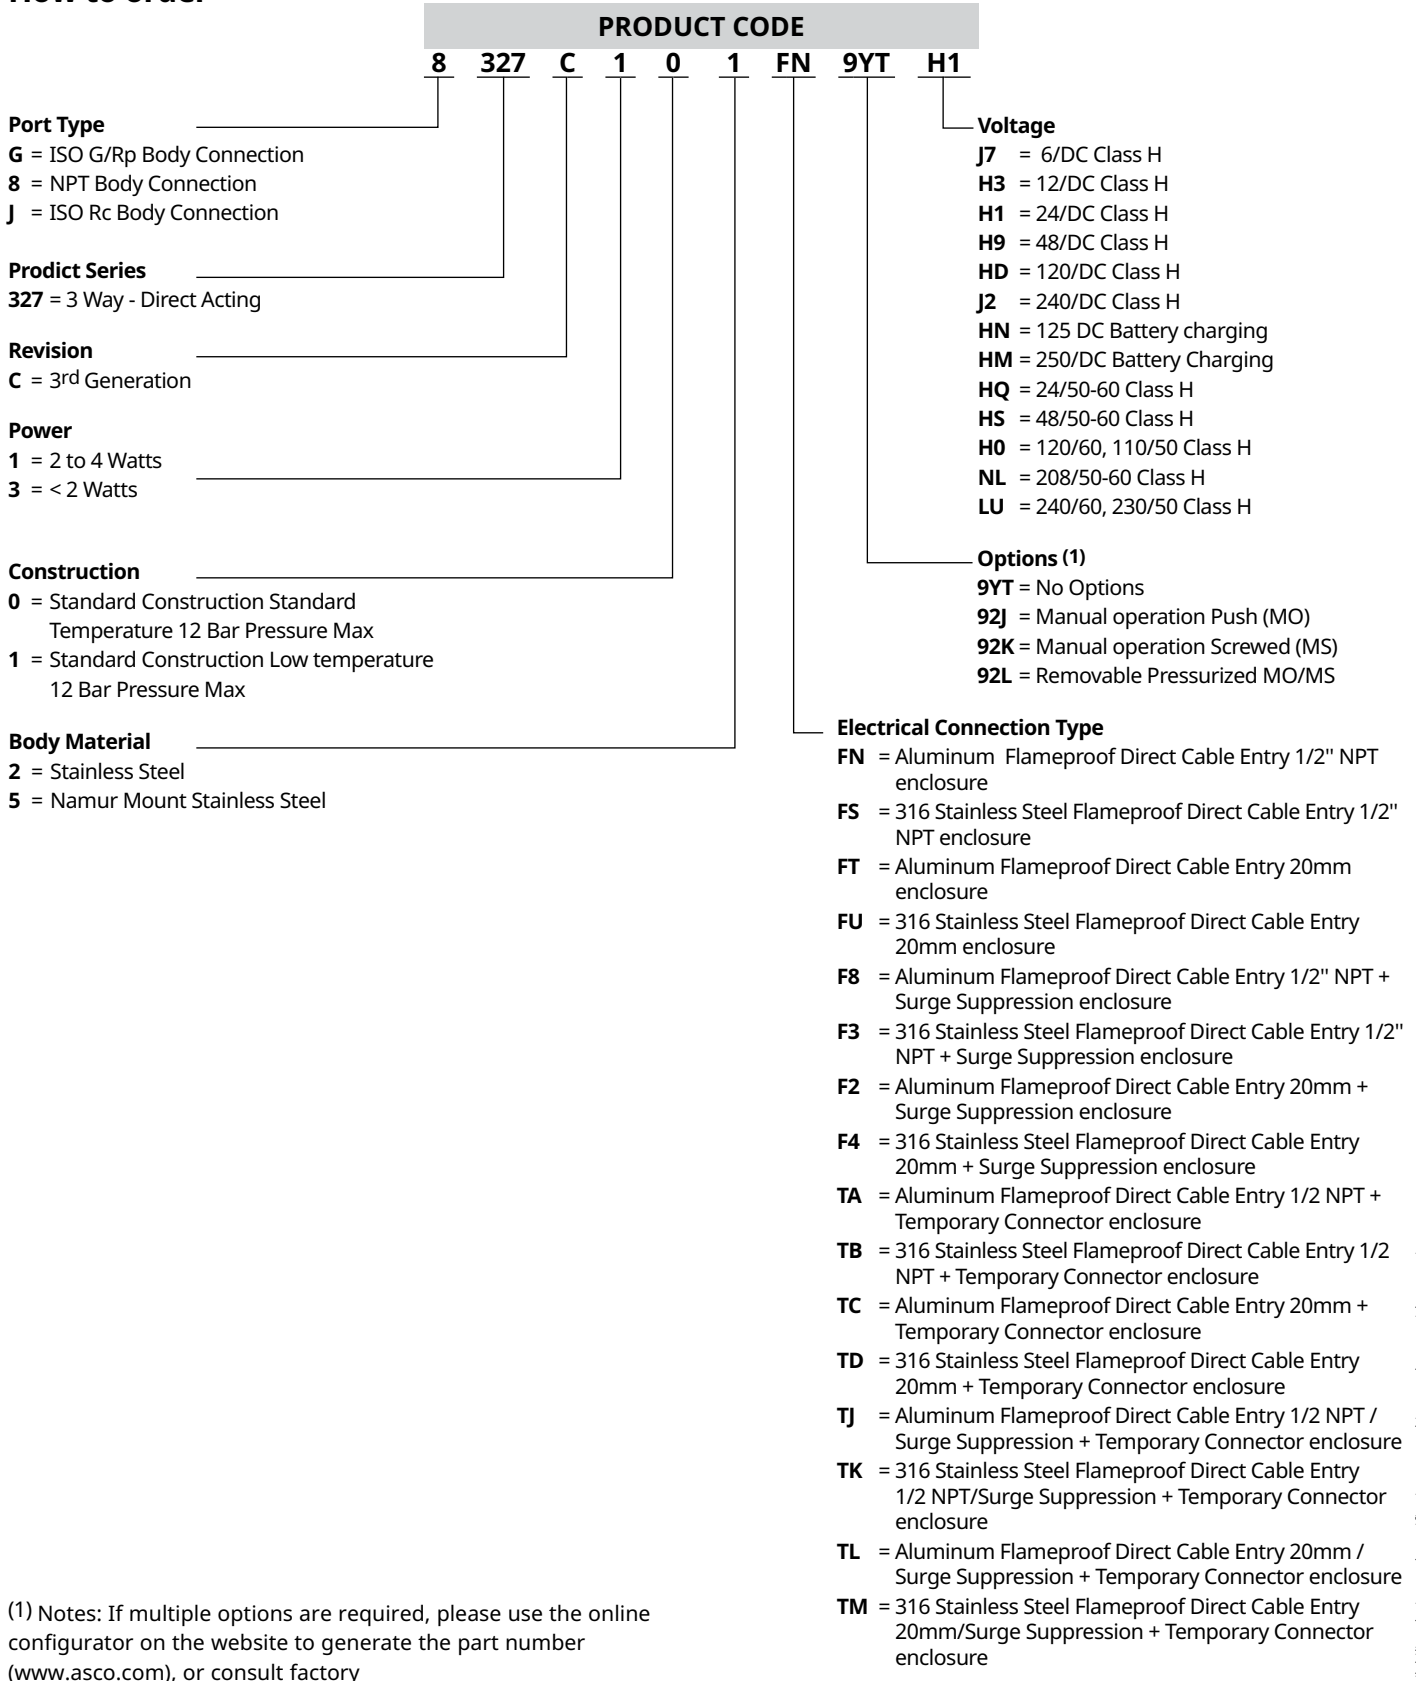 How to order
PRODUCT CODE
8 327 C 1 0 1 FN 9YT H1
Port Type
G = ISO G/Rp Body Connection
8 = NPT Body Connection
J = ISO Rc Body Connection
Prodict Series
327 = 3 Way - Direct Acting
Revision
C = 3rd Generation
Power
1 = 2 to 4 Watts
3 = < 2 Watts
Construction
0 = Standard Construction Standard
Temperature 12 Bar Pressure Max
1 = Standard Construction Low temperature
12 Bar Pressure Max
Body Material
2 = Stainless Steel
5 = Namur Mount Stainless Steel
Voltage
J7 = 6/DC Class H
H3 = 12/DC Class H
H1 = 24/DC Class H
H9 = 48/DC Class H
HD = 120/DC Class H
J2 = 240/DC Class H
HN = 125 DC Battery charging
HM = 250/DC Battery Charging
HQ = 24/50-60 Class H
HS = 48/50-60 Class H
H0 = 120/60, 110/50 Class H
NL = 208/50-60 Class H
LU = 240/60, 230/50 Class H
Options (1)
9YT = No Options
92J = Manual operation Push (MO)
92K = Manual operation Screwed (MS)
92L = Removable Pressurized MO/MS
Electrical Connection Type
FN = Aluminum Flameproof Direct Cable Entry 1/2" NPT
enclosure
FS = 316 Stainless Steel Flameproof Direct Cable Entry 1/2"
NPT enclosure
FT = Aluminum Flameproof Direct Cable Entry 20mm
enclosure
FU = 316 Stainless Steel Flameproof Direct Cable Entry
20mm enclosure
F8 = Aluminum Flameproof Direct Cable Entry 1/2" NPT +
Surge Suppression enclosure
F3 = 316 Stainless Steel Flameproof Direct Cable Entry 1/2"
NPT + Surge Suppression enclosure
F2 = Aluminum Flameproof Direct Cable Entry 20mm +
Surge Suppression enclosure
F4 = 316 Stainless Steel Flameproof Direct Cable Entry
20mm + Surge Suppression enclosure
TA = Aluminum Flameproof Direct Cable Entry 1/2 NPT +
Temporary Connector enclosure
TB = 316 Stainless Steel Flameproof Direct Cable Entry 1/2
NPT + Temporary Connector enclosure
TC = Aluminum Flameproof Direct Cable Entry 20mm +
Temporary Connector enclosure
TD = 316 Stainless Steel Flameproof Direct Cable Entry
20mm + Temporary Connector enclosure
TJ = Aluminum Flameproof Direct Cable Entry 1/2 NPT /
Surge Suppression + Temporary Connector enclosure
TK = 316 Stainless Steel Flameproof Direct Cable Entry
1/2 NPT/Surge Suppression + Temporary Connector
enclosure
TL = Aluminum Flameproof Direct Cable Entry 20mm /
Surge Suppression + Temporary Connector enclosure
TM = 316 Stainless Steel Flameproof Direct Cable Entry
20mm/Surge Suppression + Temporary Connector
enclosure
(1) Notes: If multiple options are required, please use the online
configurator on the website to generate the part number
(www.asco.com), or consult factory